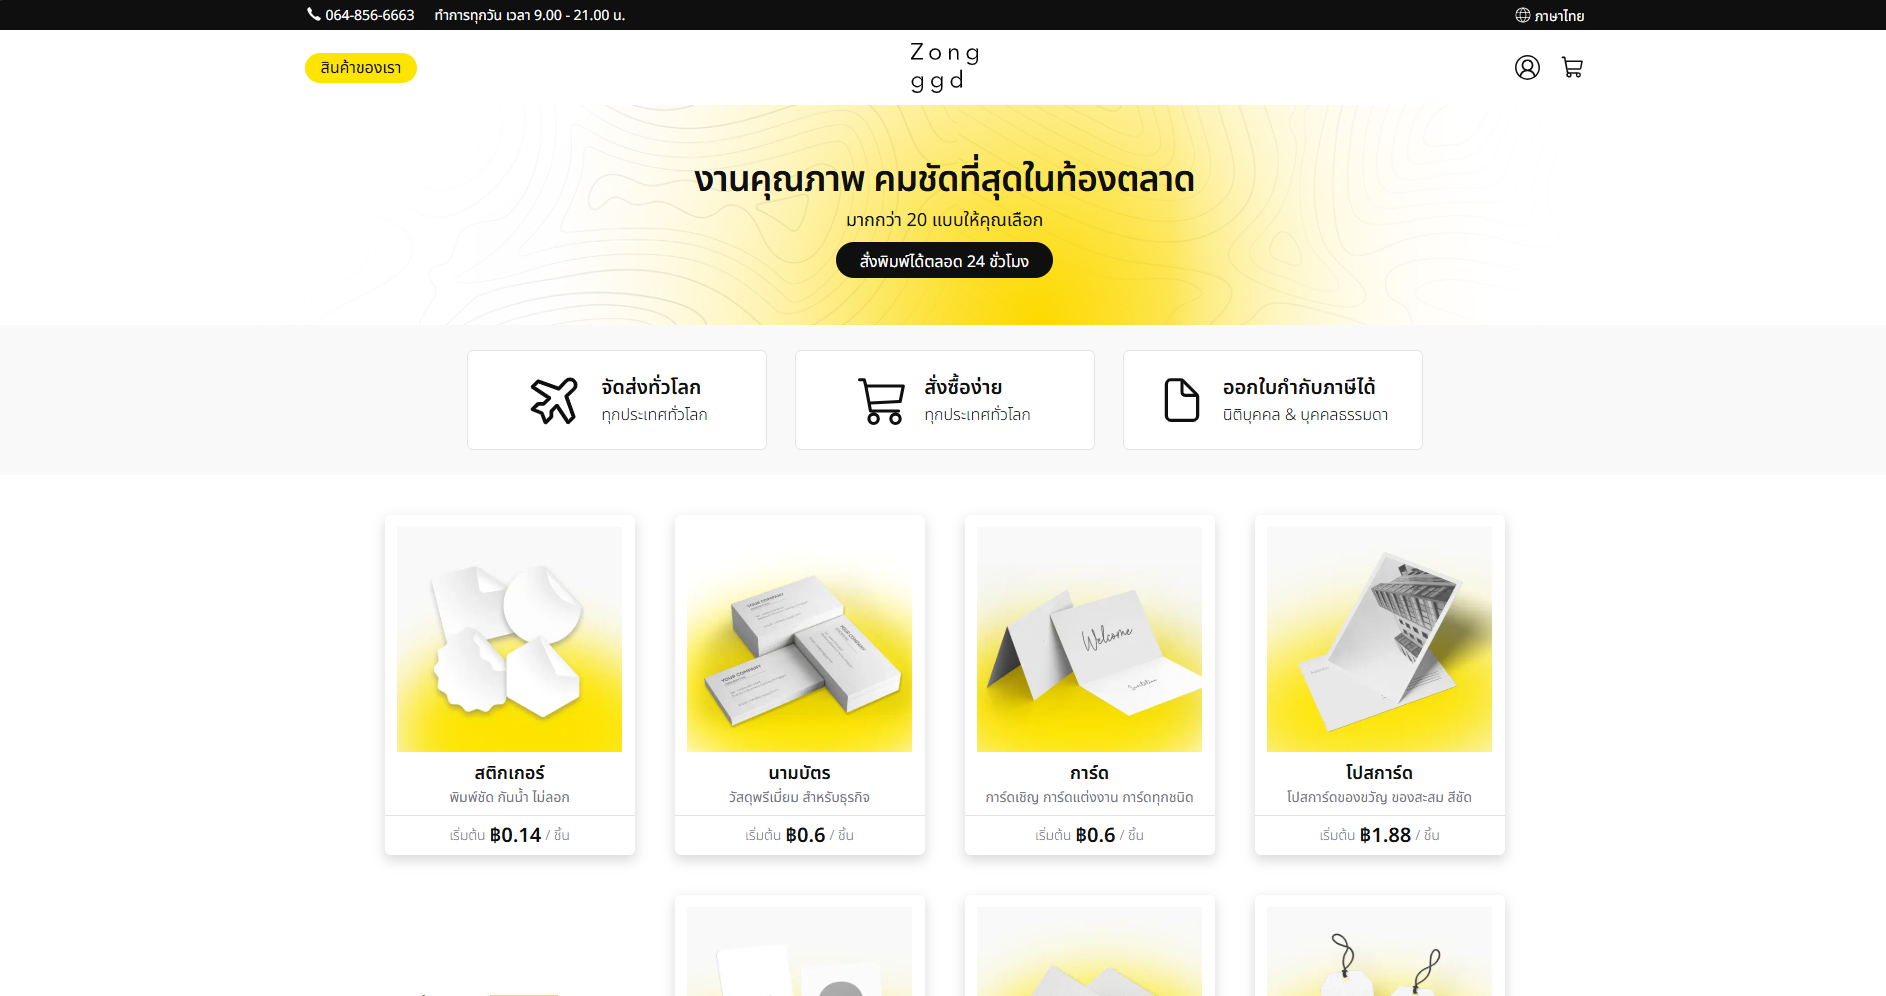 064-856-6663 ทำการทุกวัน เวลา 9.00 - 21.00 น. ภาษาไทย
สินค้าของเรา
Zong
ggd
งานคุณภาพ คมชัดที่สุดในท้องตลาด
มากกว่า 20 แบบให้คุณเลือก
สั่งพิมพ์ได้ตลอด 24 ชั่วโมง
จัดส่งทั่วโลก
ทุกประเทศทั่วโลก
สั่งซื้อง่าย
ทุกประเทศทั่วโลก
ออกใบกำกับภาษีได้
นิติบุคคล & บุคคลธรรมดา
YOUR COMPANY
YOUR COMPANY
YOUR COMPANY
Welcome
สติกเกอร์
พิมพ์ชัด กันน้ำ ไม่ลอก
เริ่มต้น ฿0.14 / ชิ้น
นามบัตร
วัสดุพรีเมี่ยม สำหรับธุรกิจ
เริ่มต้น ฿0.6 / ชิ้น
การ์ด
การ์ดเชิญ การ์ดแต่งงาน การ์ดทุกชนิด
เริ่มต้น ฿0.6 / ชิ้น
โปสการ์ด
โปสการ์ดของขวัญ ของสะสม สีชัด
เริ่มต้น ฿1.88 / ชิ้น